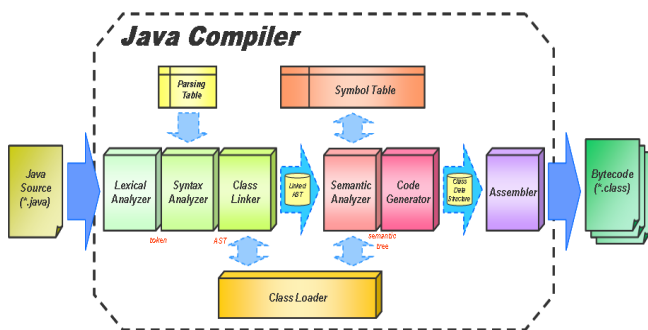 Java Compiler
Parsing
Table
Symbol Table
Java
Source
(*.java)
Lexical
Analyzer
Syntax
Analyzer
Class
Linker
Linked
AST
Semantic
Analyzer
Code
Generator
Class
Data
Structure
Assembler
Bytecode
(*.class)
token
AST
semantic
tree
Class Loader